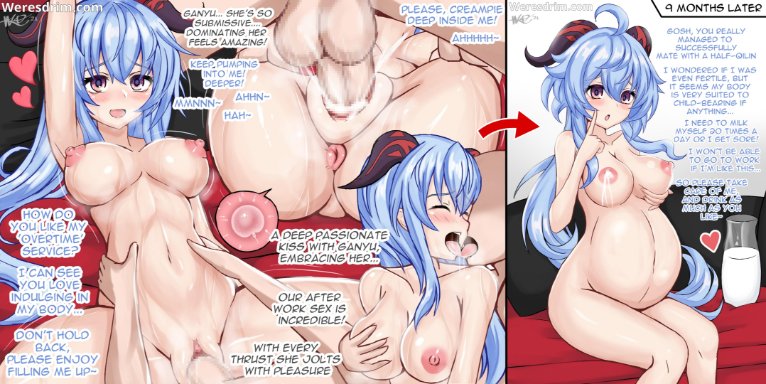 Weresdrim.com
GANYU... SHE'S SO
SUBMISSIVE....
DOMINATING HER
FEELS AMAZING!
KEEP PUMPING
INTO ME!
DEEPER!
MMNNN~
AHHN~
HAH~
PLEASE, CREAMPIE
DEEP INSIDE ME!
AHHHHH~
HOW DO
YOU LIKE MY
'OVERTIME'
SERVICE?
I CAN SEE
YOU LOVE
INDULGING IN
MY BODY...
DON'T HOLD
BACK,
PLEASE ENJOY
FILLING ME UP~
A DEEP PASSIONATE
KISS WITH GANYU,
EMBRACING HER...
OUR AFTER
WORK SEX IS
INCREDIBLE!
WITH EVERY
THRUST SHE JOLTS
WITH PLEASURE
Weresdrim.com
9 MONTHS LATER
GOSH, YOU REALLY
MANAGED TO
SUCCESSFULLY
MATE WITH A HALF-QILIN
I WONDERED IF I WAS
EVEN FERTILE, BUT
IT SEEMS MY BODY
IS VERY SUITED TO
CHILD-BEARING IF
ANYTHING...
I NEED TO MILK
MYSELF 20 TIMES A
DAY OR I GET SORE!
I WON'T BE ABLE
TO GO TO WORK
IF I'M LIKE THIS...
SO PLEASE TAKE
CARE OF ME,
AND DRINK AS
MUCH AS YOU
LIKE~